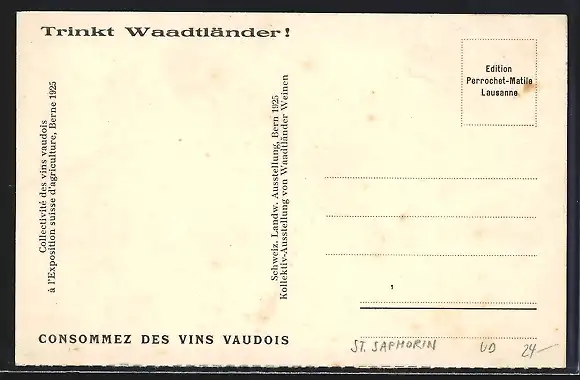 Trinkt Waadtländer!
Collectivité des vins vaudois
à l'Exposition suisse d'agriculture, Berne 1925
Schweiz. Landw. Ausstellung, Bern 1925
Kollektiv-Ausstellung von Waadtländer Weinen
Edition
Perrochet-Matile
Lausanne
CONSOMMEZ DES VINS VAUDOIS
ST. SAPHORIN VD 24—